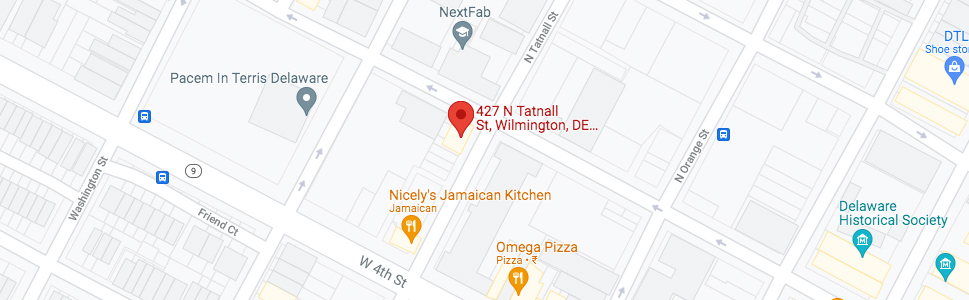 NextFab
N Tatnall St
DTL
Shoe stor
Pacem In Terris Delaware
427 N Tatnall
St, Wilmington, DE...
9
N Orange St
Washington St
Nicely's Jamaican Kitchen
Jamaican
Delaware
Historical Society
Friend Ct
Omega Pizza
Pizza • ₹
W 4th St